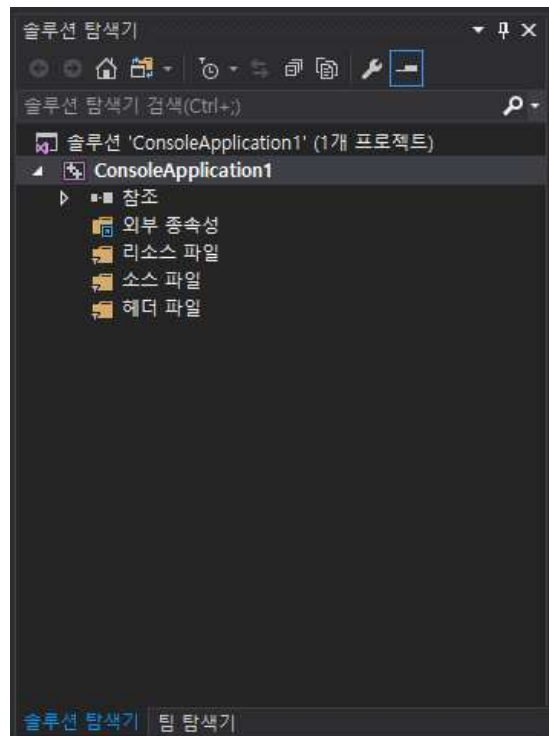 솔루션 탐색기
솔루션 탐색기 검색(Ctrl+;)
솔루션 'ConsoleApplication1' (1개 프로젝트)
ConsoleApplication1
참조
외부 종속성
리소스 파일
소스 파일
헤더 파일
솔루션 탐색기 팀 탐색기